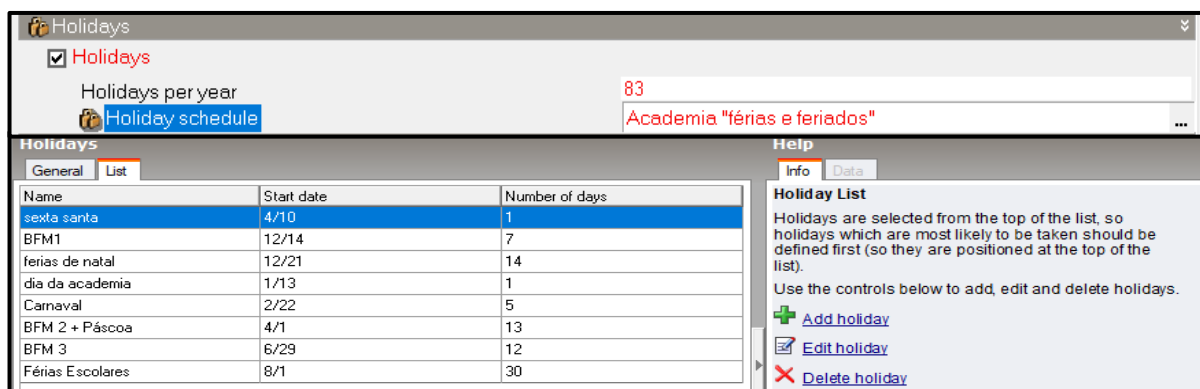 Holidays
Holidays
Holidays per year 83
Holiday schedule Academia "férias e feriados" ...
Holidays
General List
Name Start date Number of days
sexta santa 4/10 1
BFM1 12/14 7
ferias de natal 12/21 14
dia da academia 1/13 1
Carnaval 2/22 5
BFM 2 + Páscoa 4/1 13
BFM 3 6/29 12
Férias Escolares 8/1 30
Help
Info Data
Holiday List
Holidays are selected from the top of the list, so
holidays which are most likely to be taken should be
defined first (so they are positioned at the top of the
list).
Use the controls below to add, edit and delete holidays.
Add holiday
Edit holiday
Delete holiday